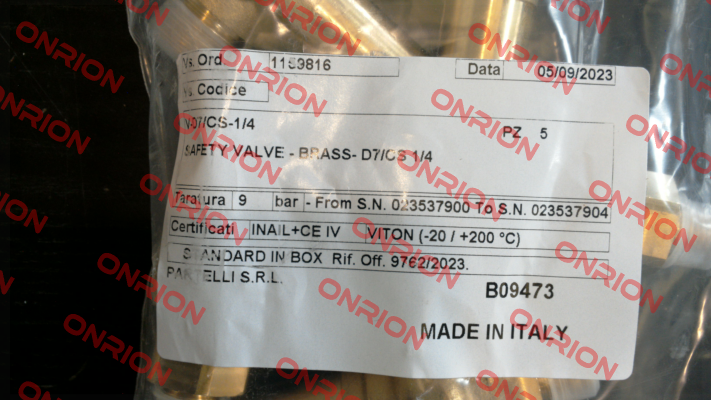 Vs. Ord. 1159816 Data 05/09/2023
Vs. Codice
V-D7/CS-1/4 PZ 5
SAFETY VALVE - BRASS- D7/CS 1/4
Taratura 9 bar - From S.N. 023537900 To S.N. 023537904
Certificati INAIL+CE IV VITON (-20 / +200 °C)
STANDARD IN BOX Rif. Off. 9762/2023.
S.R.L.
B09473
MADE IN ITALY
ONRION